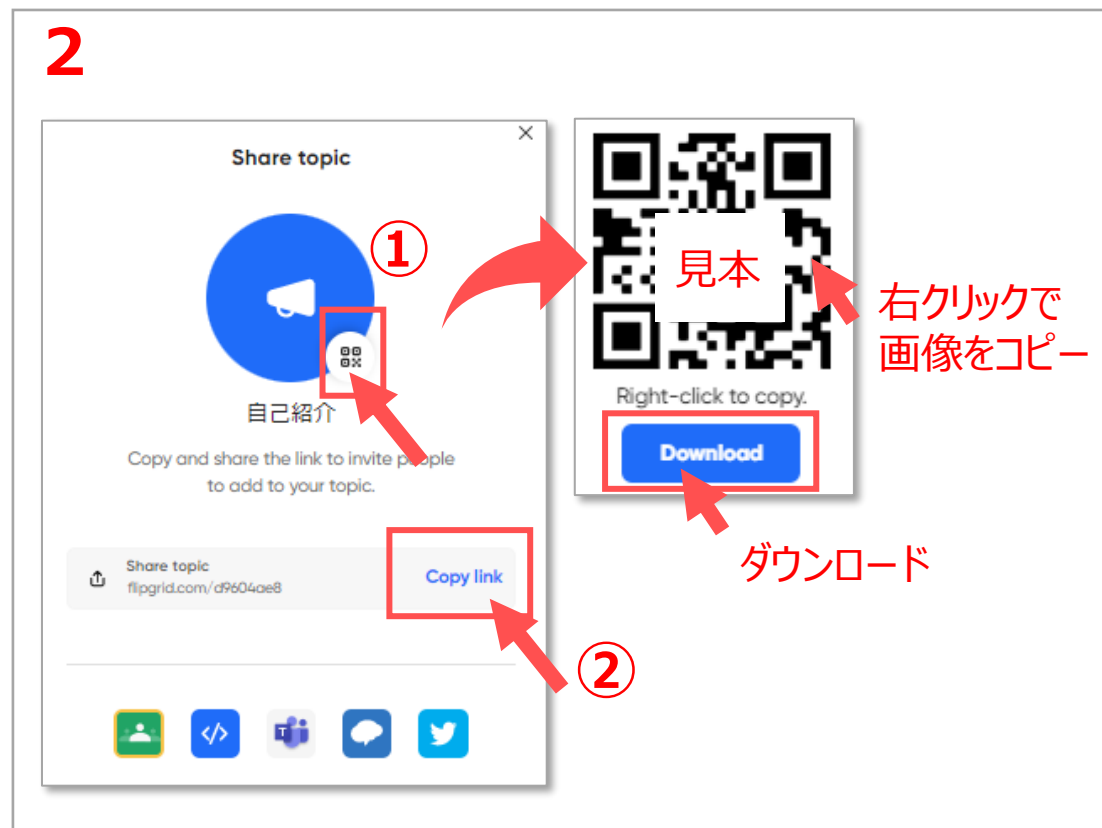 2
Share topic
①
自己紹介
Copy and share the link to invite people
to add to your topic.
Share topic
flipgrid.com/d9604ae8
Copy link
②
見本
右クリックで
画像をコピー
Right-click to copy.
Download
ダウンロード